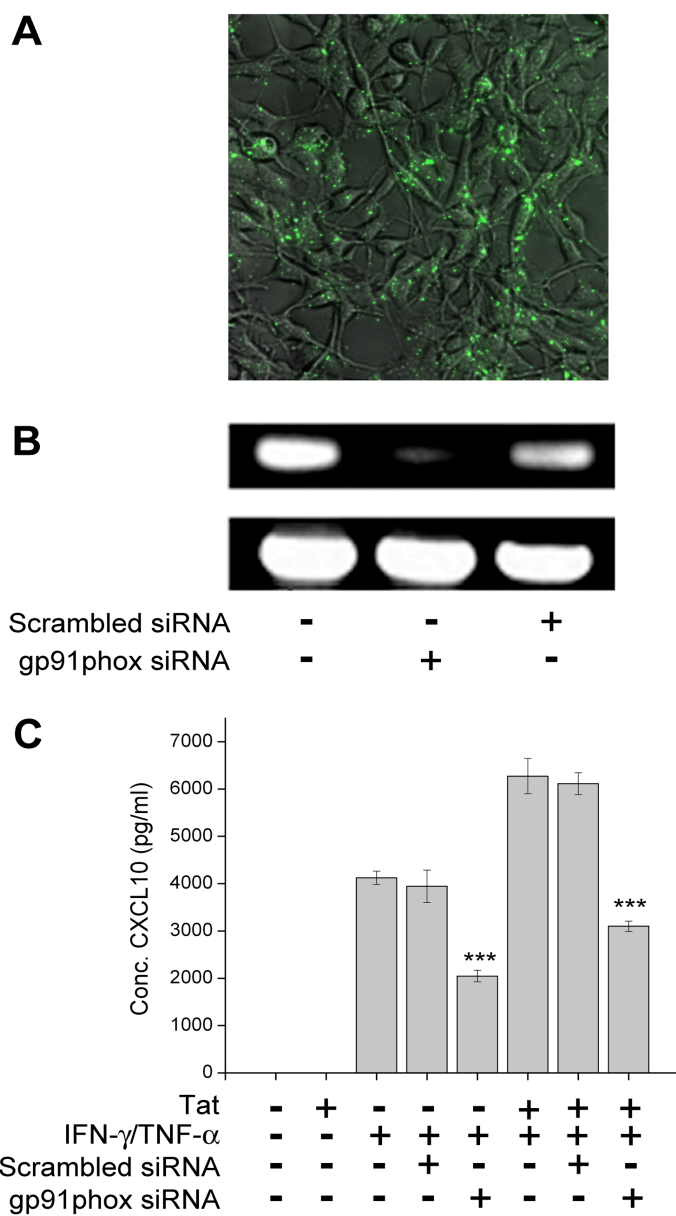 A
B
Scrambled siRNA - - +
gp91phox siRNA - + -
C
Conc. CXCL10 (pg/ml)
7000
6000
5000
4000
3000
2000
1000
0
***
***
Tat - + - - - + + +
IFN-γ/TNF-α - - + + + + + +
Scrambled siRNA - - - + - - + -
gp91phox siRNA - - - - + - - +